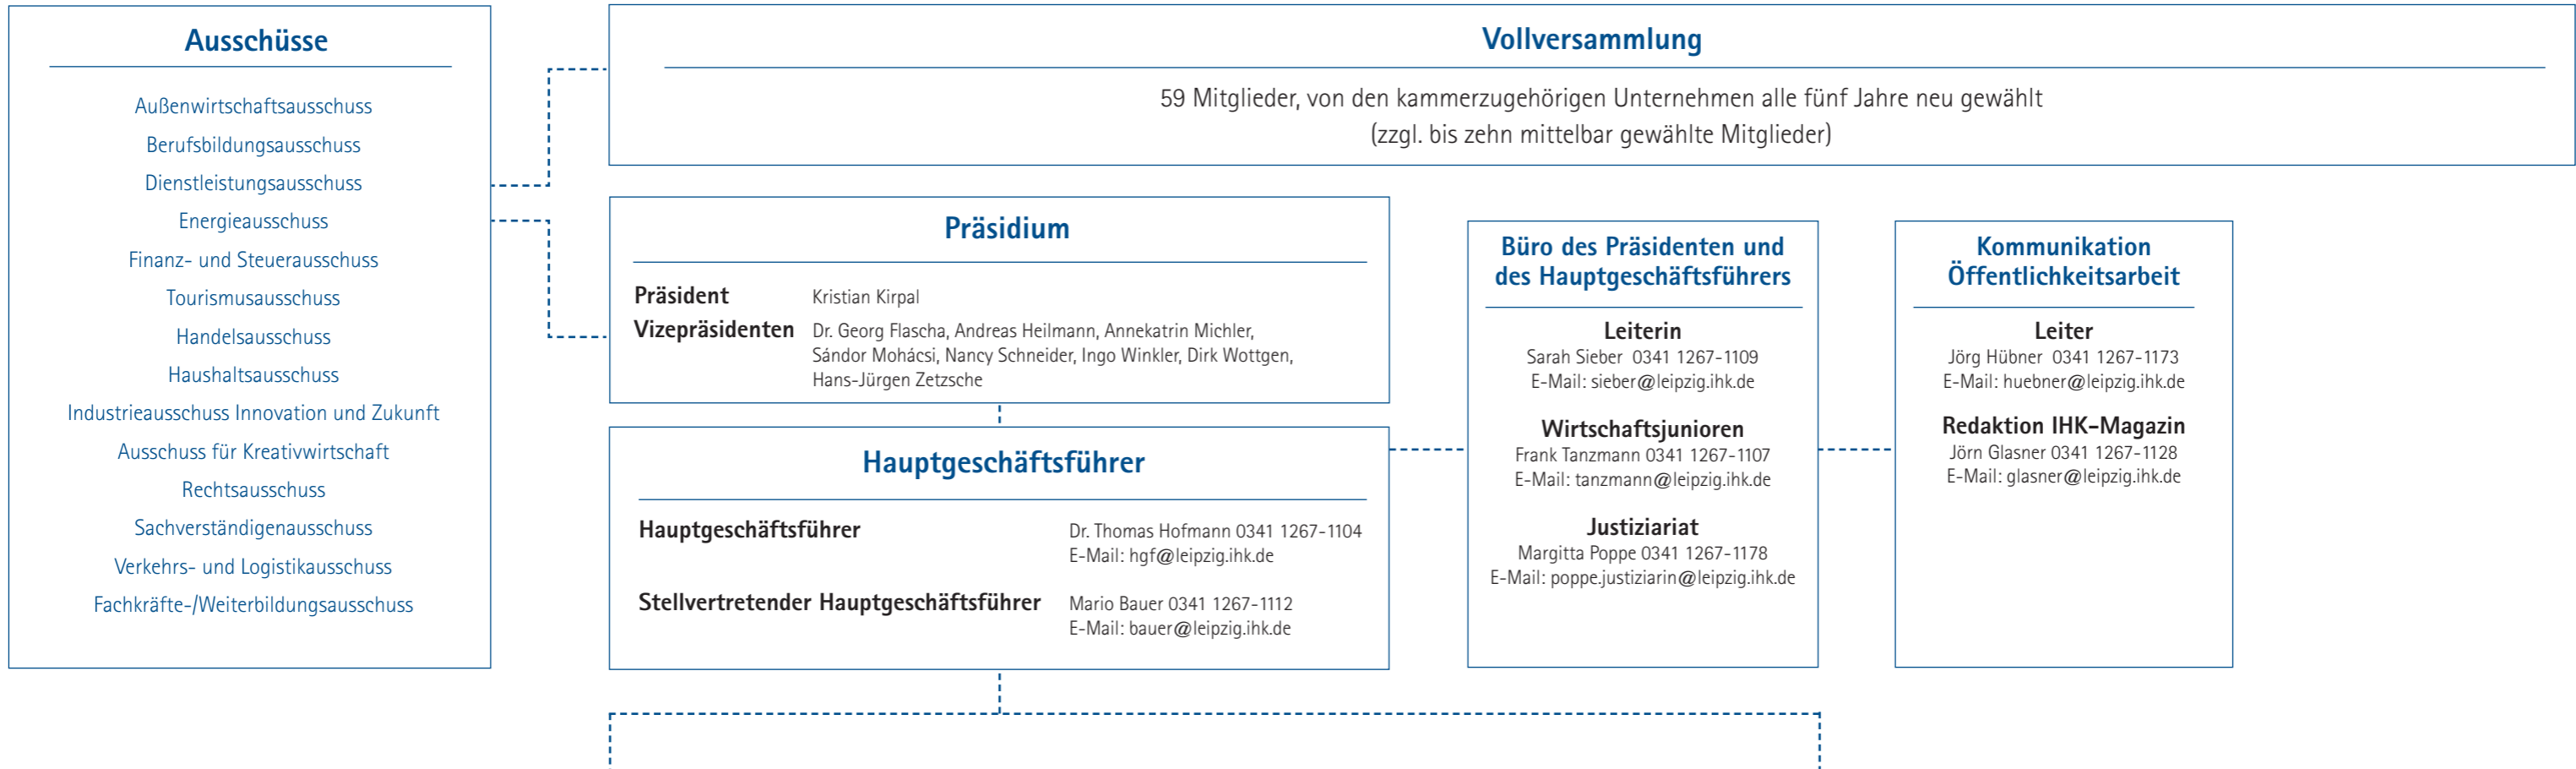 Ausschüsse
Außenwirtschaftsausschuss
Berufsbildungsausschuss
Dienstleistungsausschuss
Energieausschuss
Finanz- und Steuerausschuss
Tourismusausschuss
Handelsausschuss
Haushaltsausschuss
Industrieausschuss Innovation und Zukunft
Ausschuss für Kreativwirtschaft
Rechtsausschuss
Sachverständigenausschuss
Verkehrs- und Logistikausschuss
Fachkräfte-/Weiterbildungsausschuss
Vollversammlung
59 Mitglieder, von den kammerzugehörigen Unternehmen alle fünf Jahre neu gewählt
(zzgl. bis zehn mittelbar gewählte Mitglieder)
Präsidium
Präsident Kristian Kirpal
Vizepräsidenten Dr. Georg Flascha, Andreas Heilmann, Annekatrin Michler,
Sándor Mohácsi, Nancy Schneider, Ingo Winkler, Dirk Wottgen,
Hans-Jürgen Zetzsche
Hauptgeschäftsführer
Hauptgeschäftsführer Dr. Thomas Hofmann 0341 1267-1104
E-Mail: hgf@leipzig.ihk.de
Stellvertretender Hauptgeschäftsführer Mario Bauer 0341 1267-1112
E-Mail: bauer@leipzig.ihk.de
Büro des Präsidenten und
des Hauptgeschäftsführers
Leiterin
Sarah Sieber 0341 1267-1109
E-Mail: sieber@leipzig.ihk.de
Wirtschaftsjunioren
Frank Tanzmann 0341 1267-1107
E-Mail: tanzmann@leipzig.ihk.de
Justiziariat
Margitta Poppe 0341 1267-1178
E-Mail: poppe.justiziarin@leipzig.ihk.de
Kommunikation
Öffentlichkeitsarbeit
Leiter
Jörg Hübner 0341 1267-1173
E-Mail: huebner@leipzig.ihk.de
Redaktion IHK-Magazin
Jörn Glasner 0341 1267-1128
E-Mail: glasner@leipzig.ihk.de